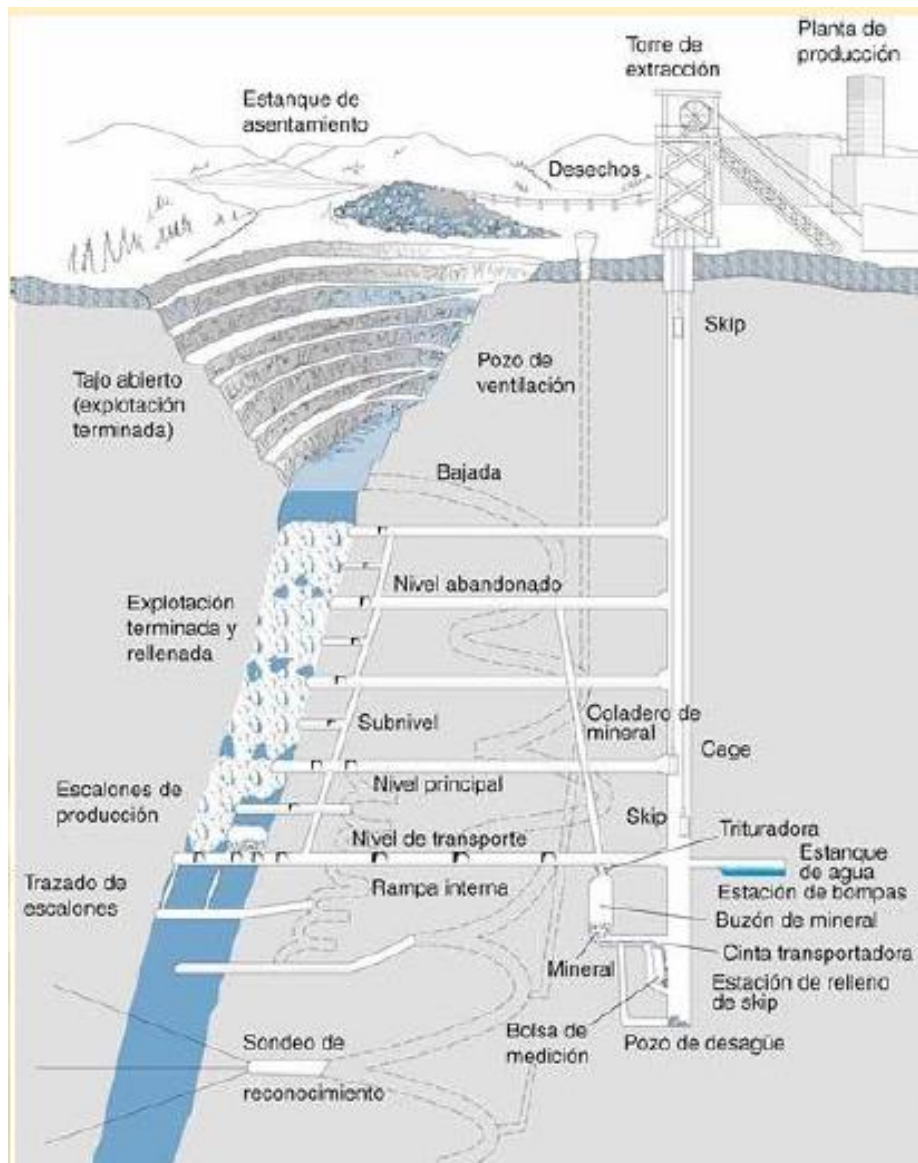 Planta de
producción
Torre de
extracción
Estanque de
asentamiento
Desechos
Skip
Pozo de
ventilación
Tajo abierto
(explotación
terminada)
Bajada
Nivel abandonado
Explotación
terminada y
rellenada
Subnivel
Coladero de
mineral
Cage
Nivel principal
Escalones de
producción
Skip
Nivel de transporte
Trituradora
Estanque
de agua
Trazado de
escalones
Rampa interna
Estación de bompas
Buzón de mineral
Mineral
Cinta transportadora
Estación de relleno
de skip
Bolsa de
medición
Pozo de desagüe
Sondeo de
reconocimiento